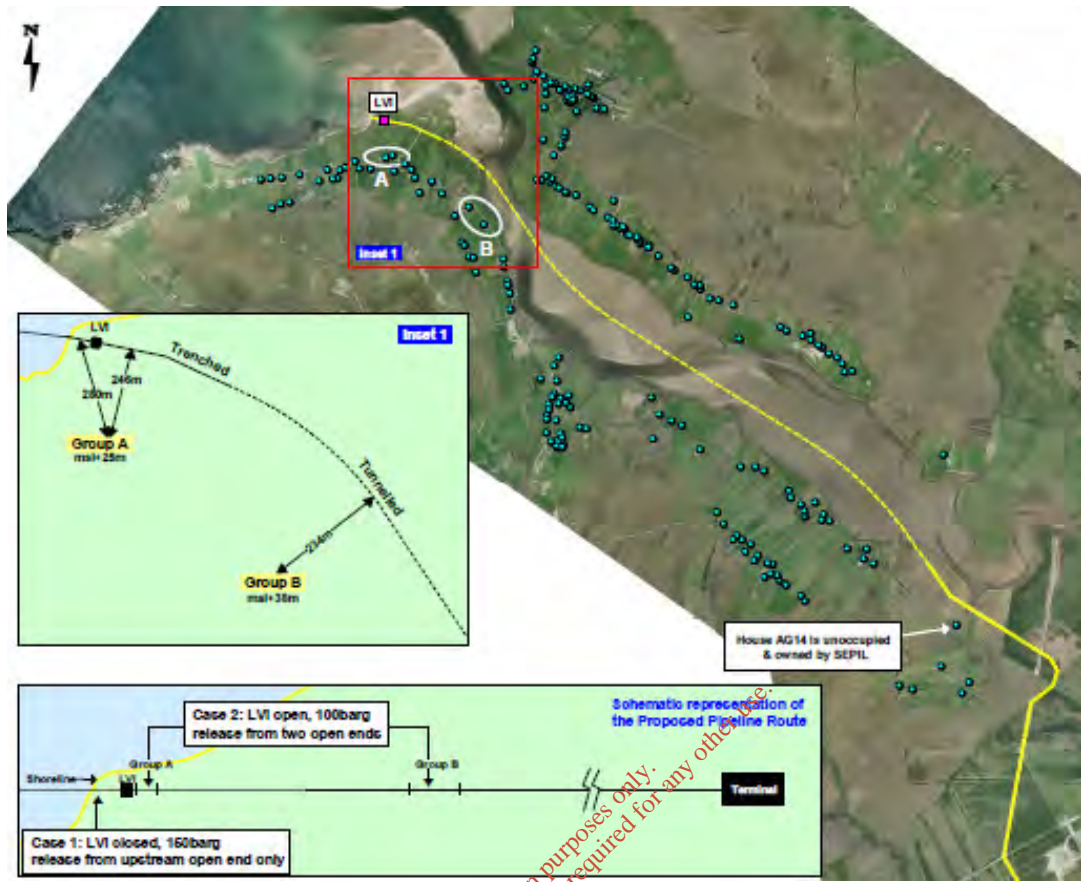 N
LVI
A
B
Inset 1
Inset 1
LVI
Trenched
246m
280m
Group A
msl+25m
Tunnelled
234m
Group B
msl+38m
House AG14 is unoccupied
& owned by SEPIL
Schematic representation of
the Proposed Pipeline Route
Case 2: LVI open, 100barg
release from two open ends
Shoreline
LVI
Group A
Group B
Terminal
Case 1: LVI closed, 150barg
release from upstream open end only
n purposes only.
required for any other use.